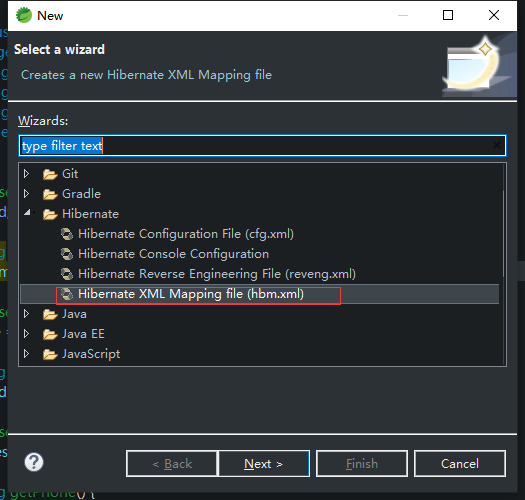 New
Select a wizard
Creates a new Hibernate XML Mapping file
Wizards:
type filter text
Git
Gradle
Hibernate
Hibernate Configuration File (cfg.xml)
Hibernate Console Configuration
Hibernate Reverse Engineering File (reveng.xml)
Hibernate XML Mapping file (hbm.xml)
Java
Java EE
JavaScript
?
< Back
Next >
Finish
Cancel
getPhone() {